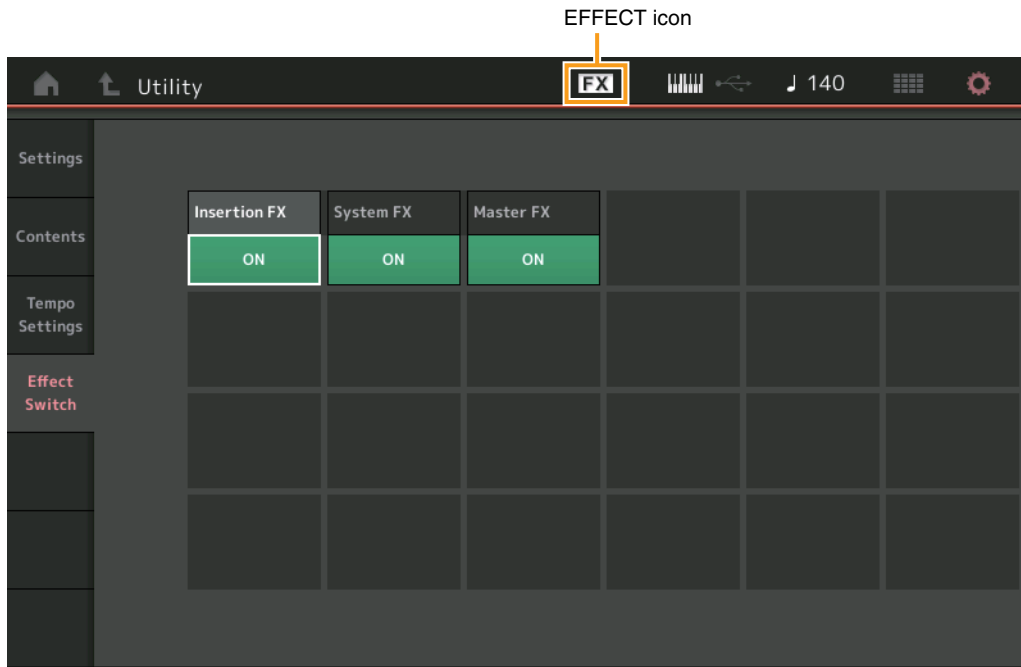 EFFECT icon
Utility
FX
140
Settings
Contents
Tempo
Settings
Effect
Switch
Insertion FX
System FX
Master FX
ON
ON
ON